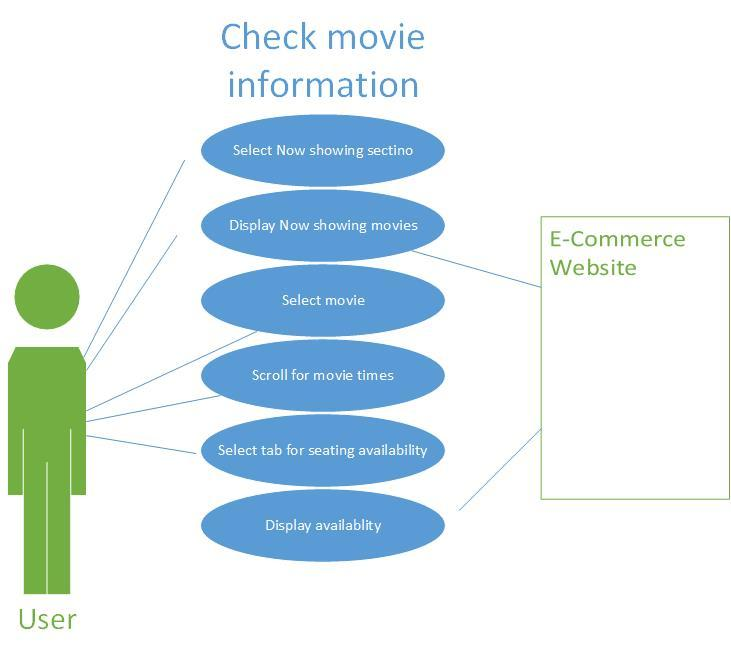 Check movie
information
Select Now showing sectino
Display Now showing movies
E-Commerce
Website
Select movie
Scroll for movie times
Select tab for seating availability
Display availablity
User